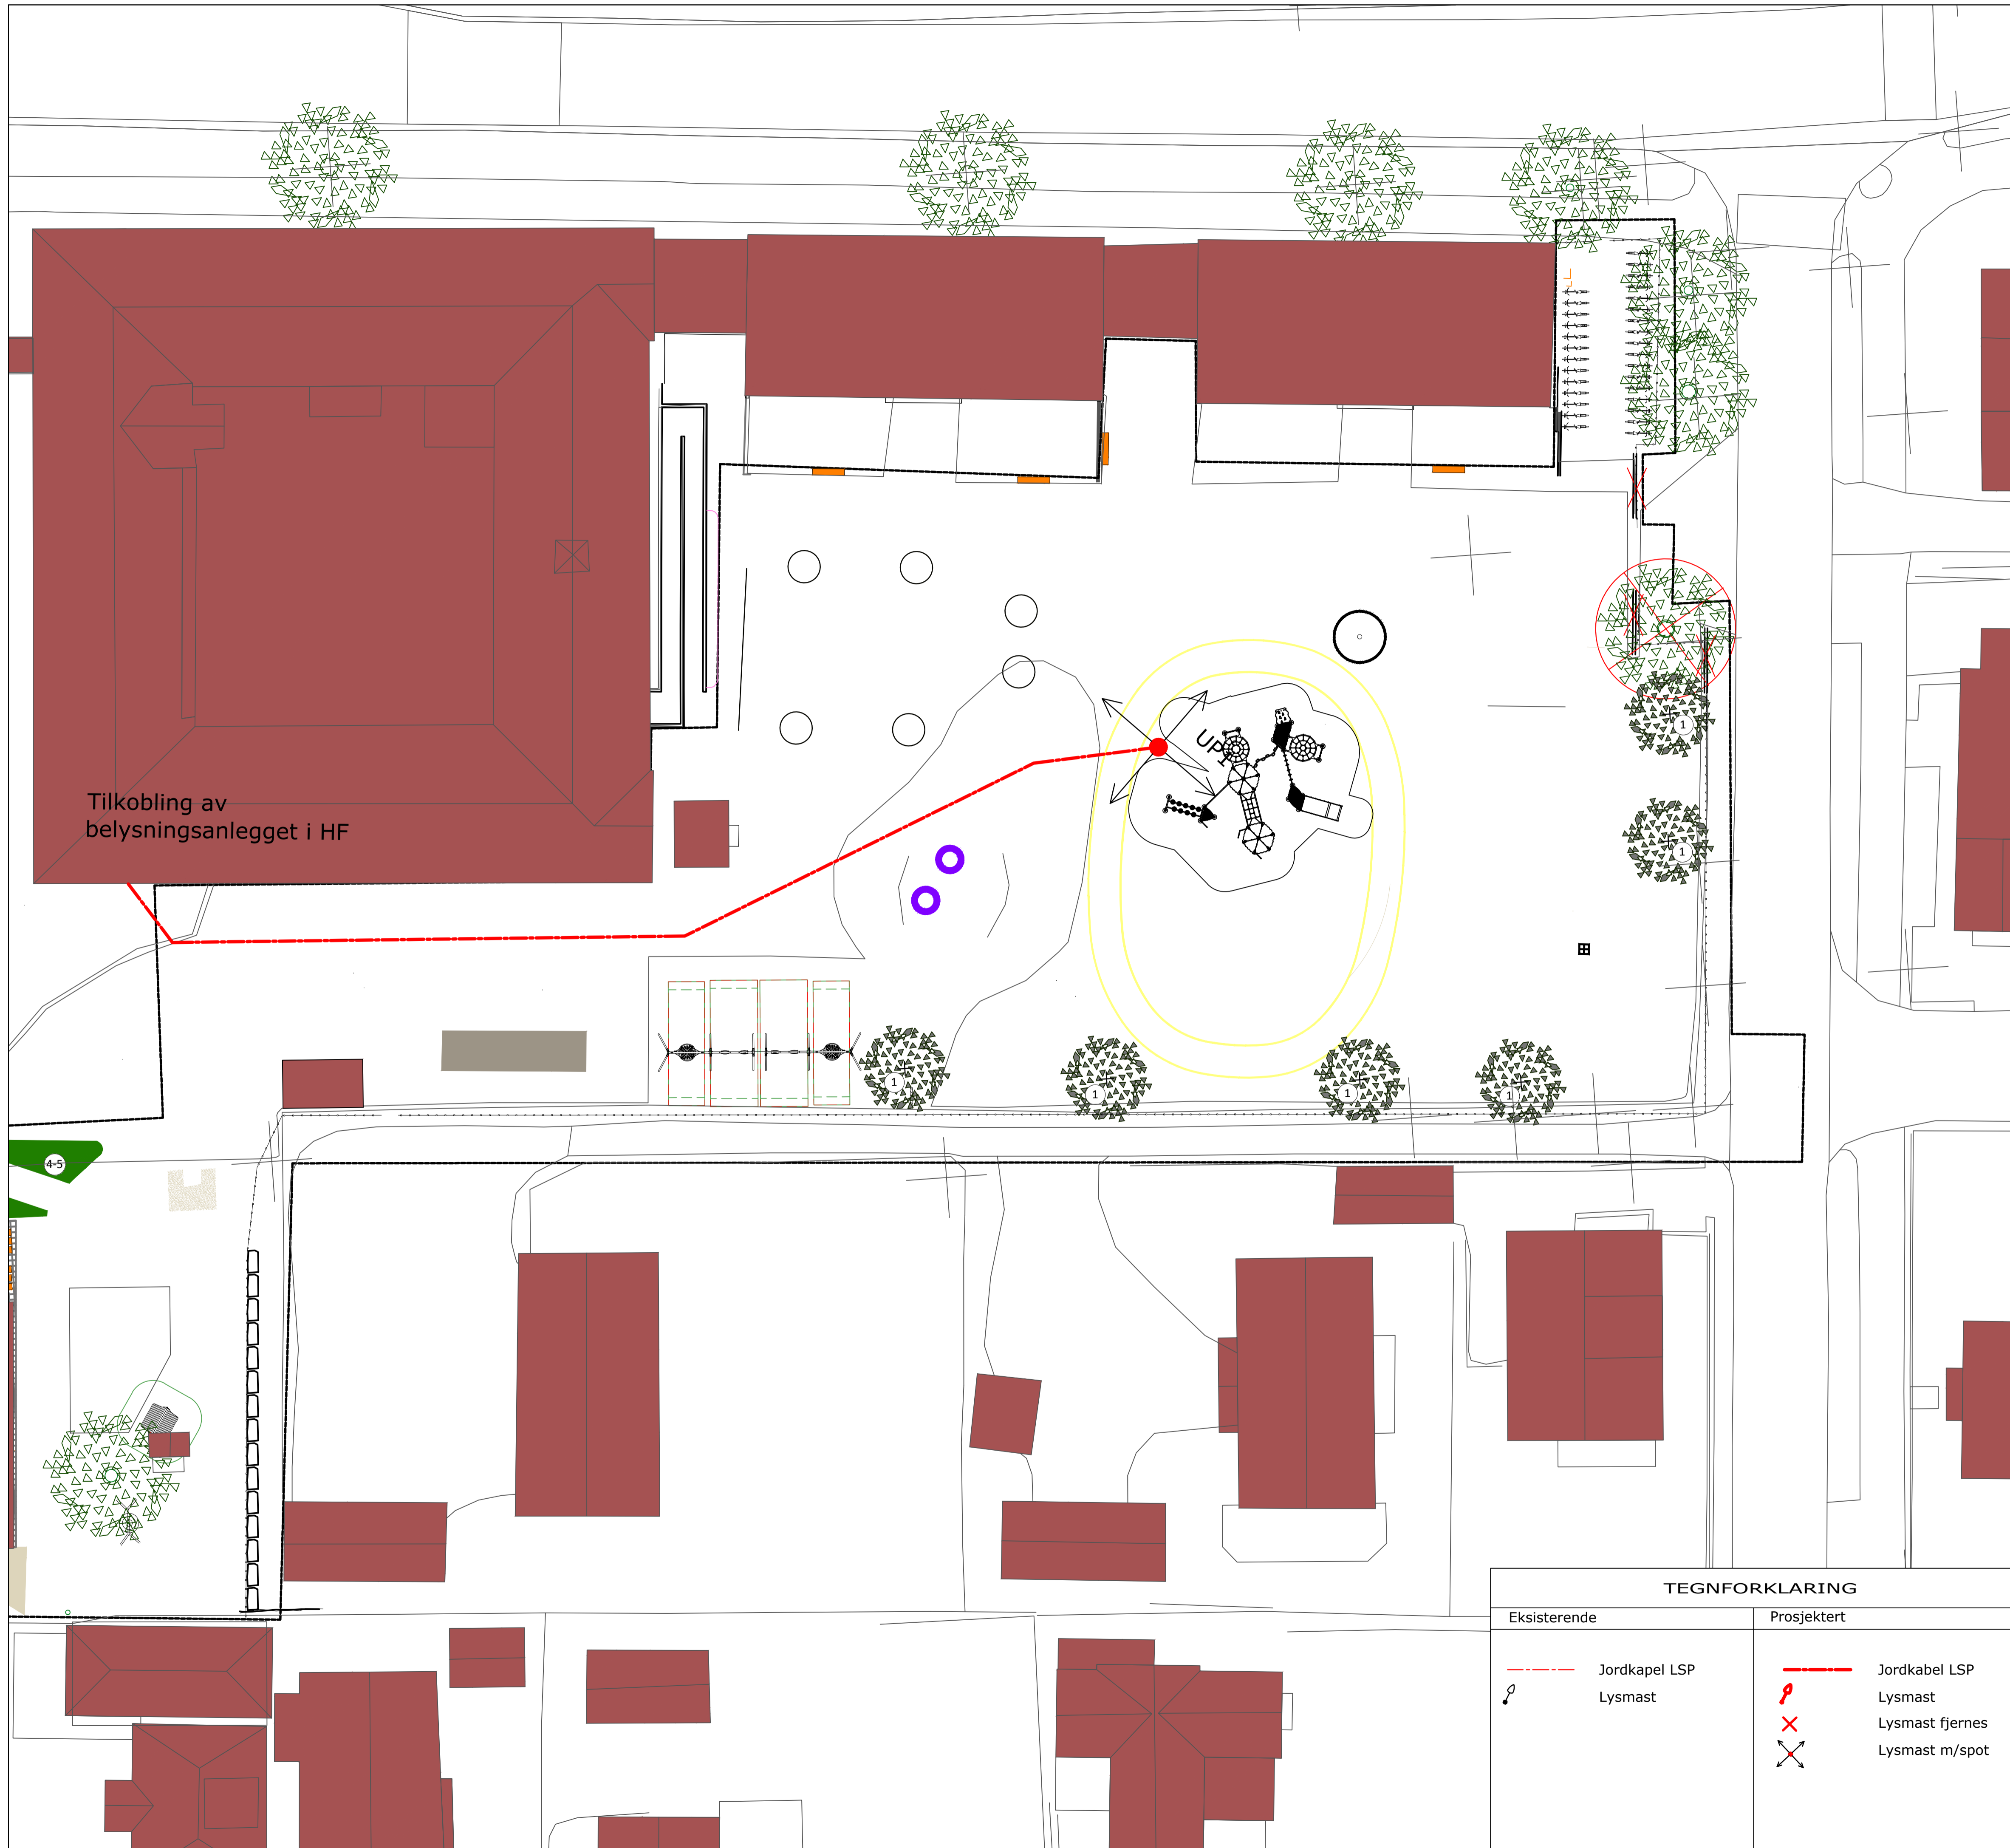 UP1
1
1
Tilkobling av
belysningsanlegget i HF
1
1
1
1
4-5
TEGNFORKLARING
Eksisterende
Prosjektert
Jordkapel LSP
Jordkabel LSP
Lysmast
Lysmast
Lysmast fjernes
Lysmast m/spot